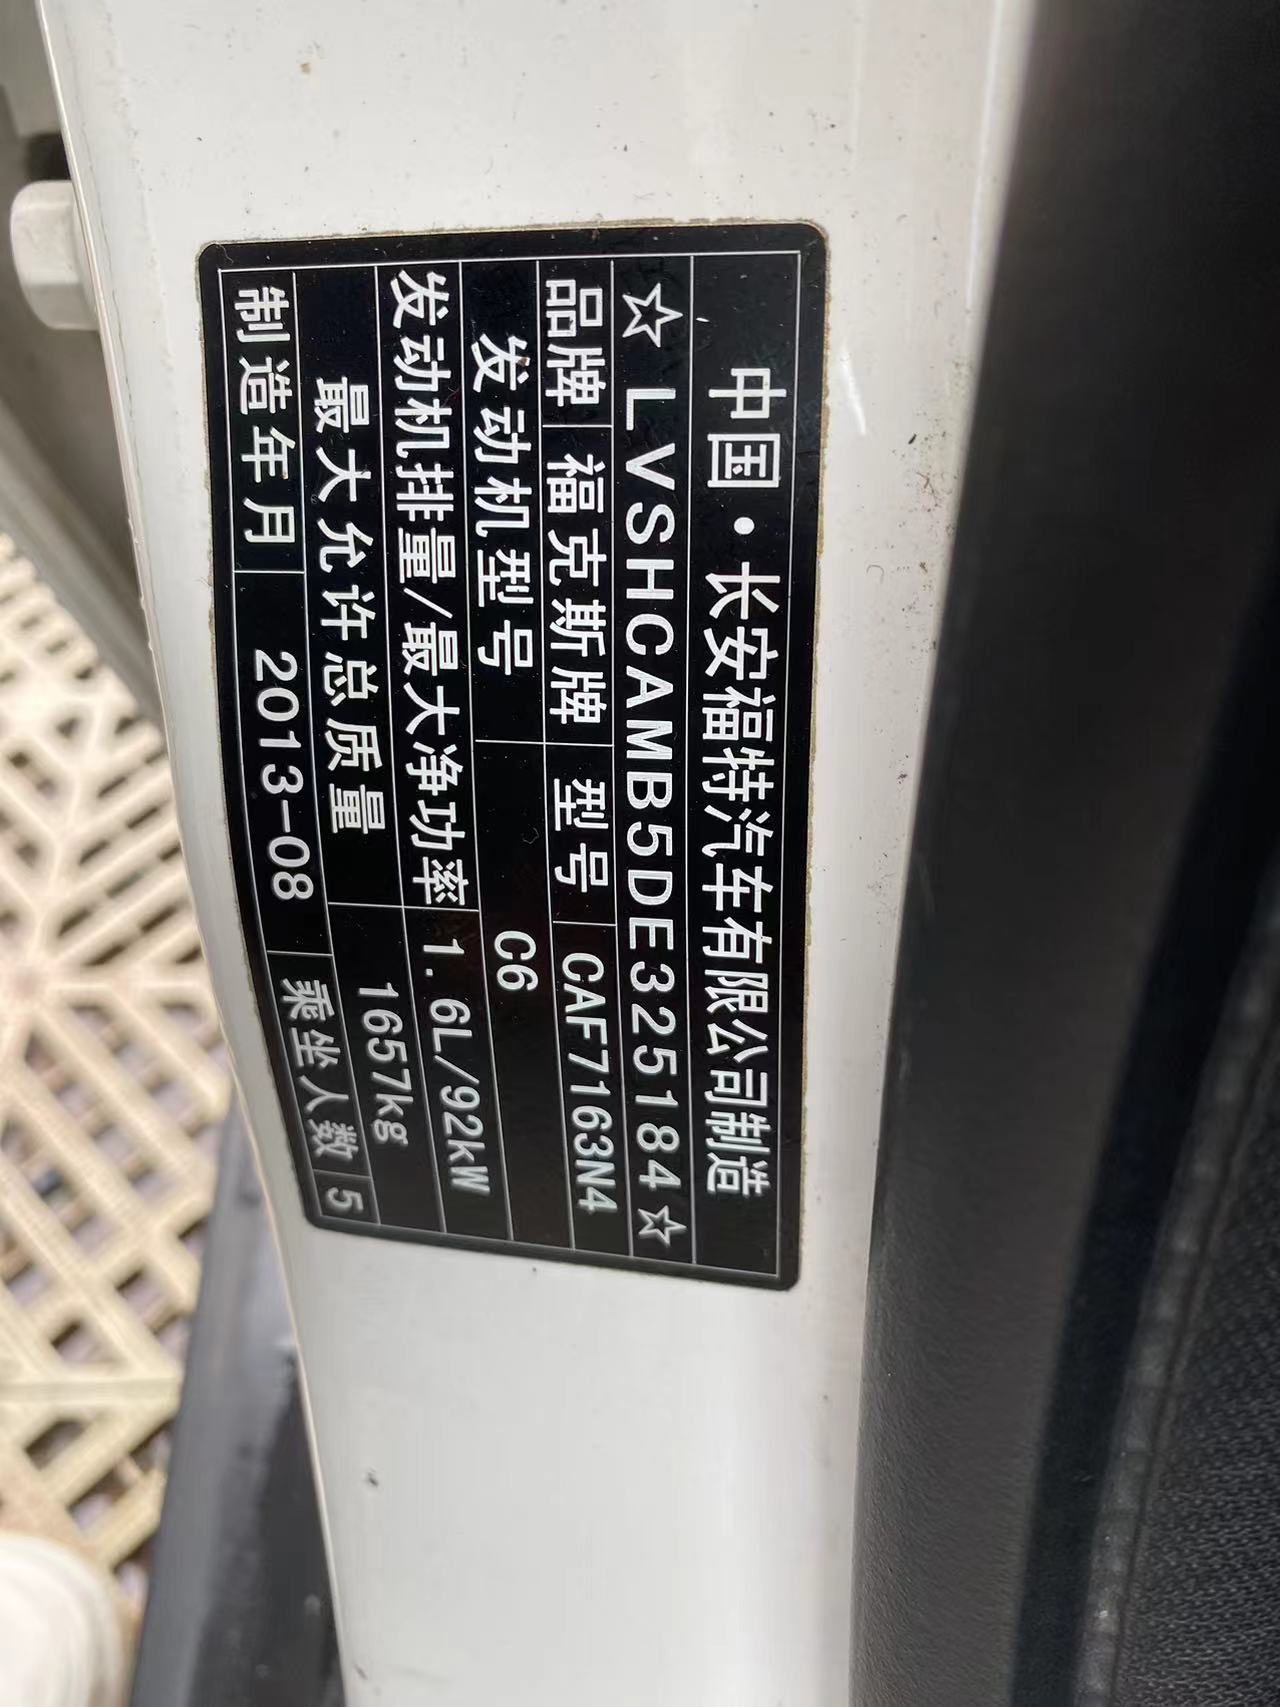 中国·长安福特汽车有限公司制造
☆LVSHCAMB5DE325184☆
品牌 福克斯牌 型号 CAF7163N4
发动机型号 C6
发动机排量/最大净功率 1.6L/92kW
最大允许总质量 1657kg
制造年月 2013-08 乘坐人数 5